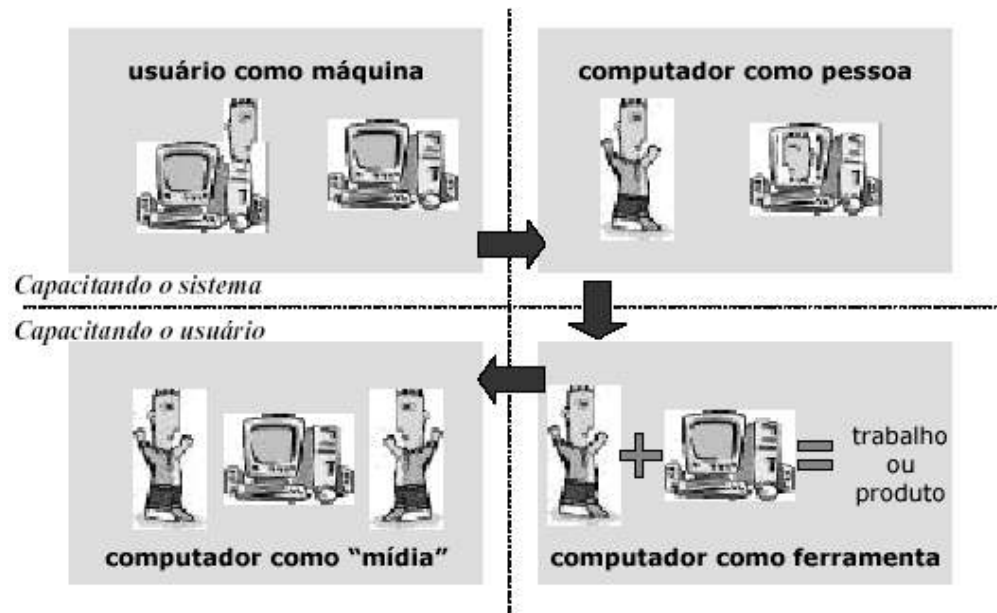 usuário como máquina
computador como pessoa
Capacitando o sistema
Capacitando o usuário
trabalho
ou
produto
computador como “mídia”
computador como ferramenta